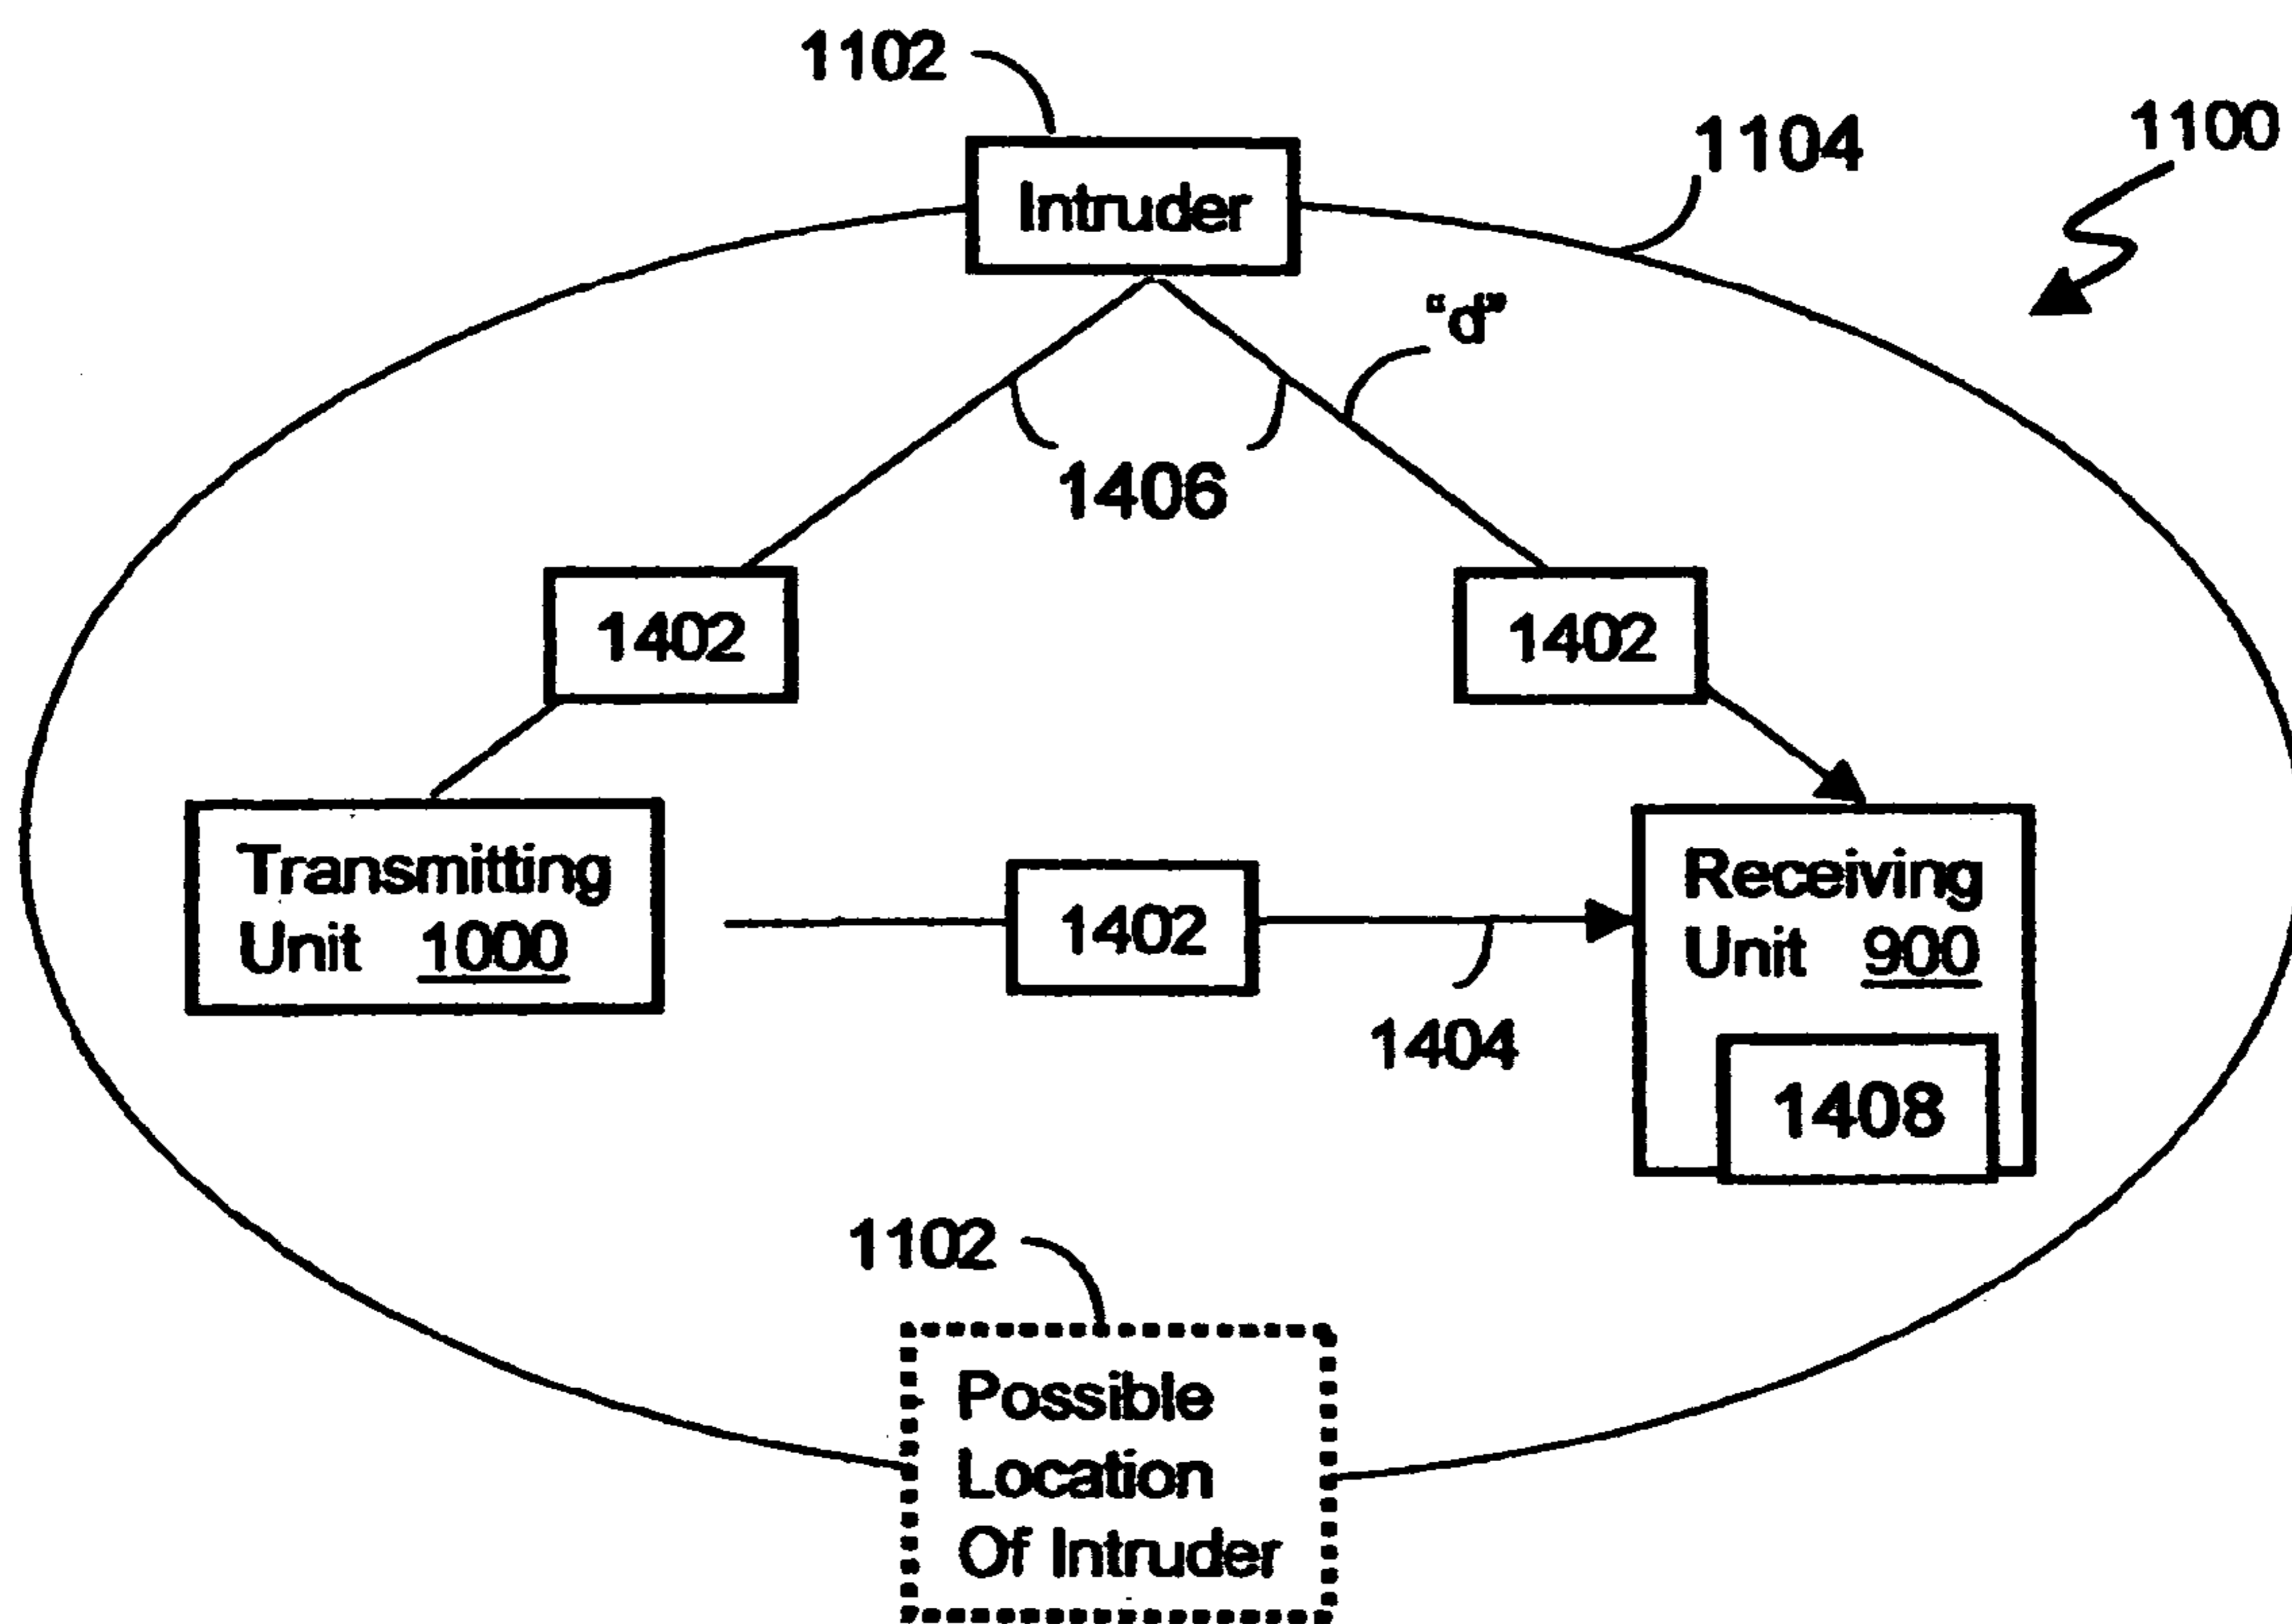 1102
1104
1100
Intruder
"d"
1406
1402
1402
Transmitting
Unit 1000
1402
Receiving
Unit 900
1404
1408
1102
Possible
Location
Of Intruder